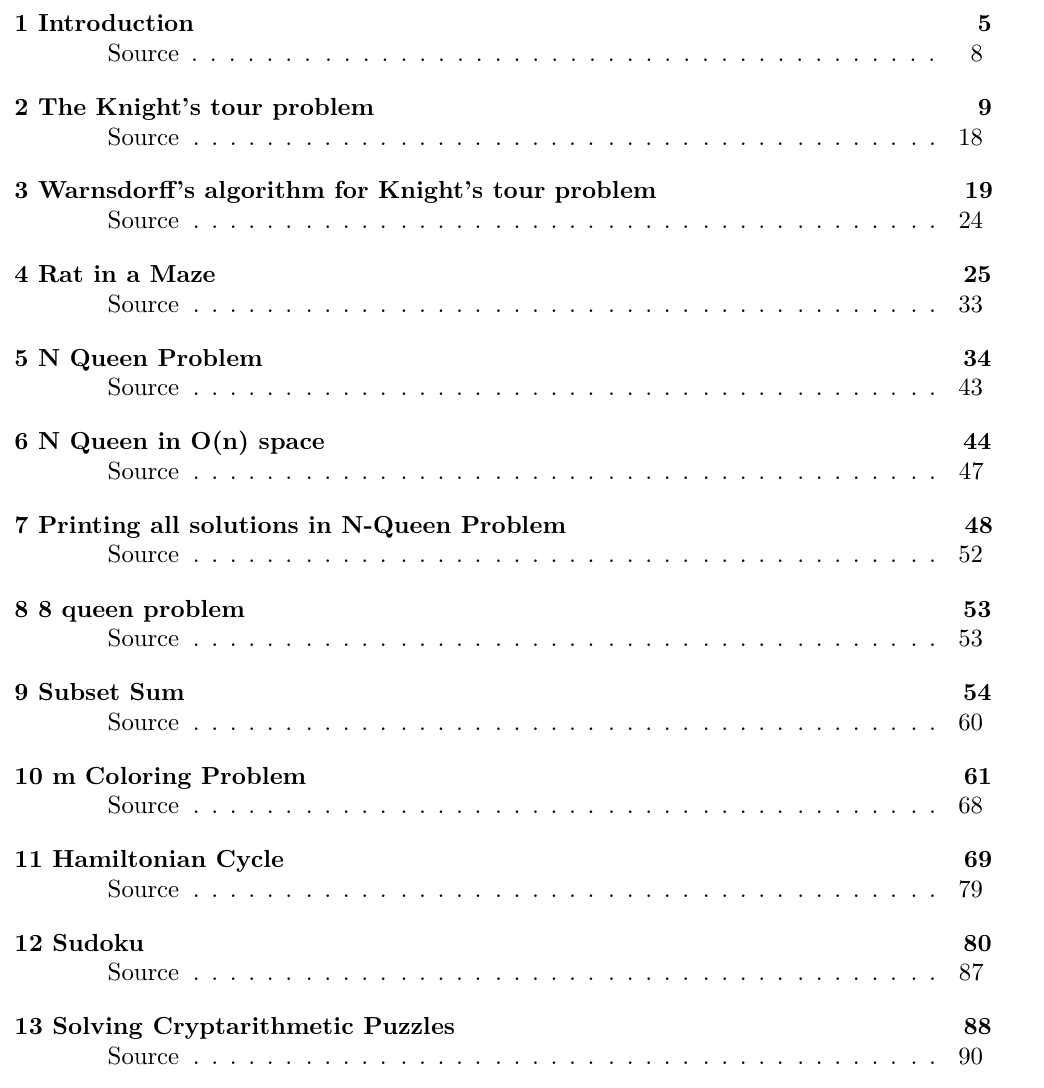 1 Introduction 5
Source . . . . . . . . . . . . . . . . . . . . . . . . . . . . . . . . . . . . . . . . 8
2 The Knight's tour problem 9
Source . . . . . . . . . . . . . . . . . . . . . . . . . . . . . . . . . . . . . . . . 18
3 Warnsdorff's algorithm for Knight's tour problem 19
Source . . . . . . . . . . . . . . . . . . . . . . . . . . . . . . . . . . . . . . . . 24
4 Rat in a Maze 25
Source . . . . . . . . . . . . . . . . . . . . . . . . . . . . . . . . . . . . . . . . 33
5 N Queen Problem 34
Source . . . . . . . . . . . . . . . . . . . . . . . . . . . . . . . . . . . . . . . . 43
6 N Queen in O(n) space 44
Source . . . . . . . . . . . . . . . . . . . . . . . . . . . . . . . . . . . . . . . . 47
7 Printing all solutions in N-Queen Problem 48
Source . . . . . . . . . . . . . . . . . . . . . . . . . . . . . . . . . . . . . . . . 52
8 8 queen problem 53
Source . . . . . . . . . . . . . . . . . . . . . . . . . . . . . . . . . . . . . . . . 53
9 Subset Sum 54
Source . . . . . . . . . . . . . . . . . . . . . . . . . . . . . . . . . . . . . . . . 60
10 m Coloring Problem 61
Source . . . . . . . . . . . . . . . . . . . . . . . . . . . . . . . . . . . . . . . . 68
11 Hamiltonian Cycle 69
Source . . . . . . . . . . . . . . . . . . . . . . . . . . . . . . . . . . . . . . . . 79
12 Sudoku 80
Source . . . . . . . . . . . . . . . . . . . . . . . . . . . . . . . . . . . . . . . . 87
13 Solving Cryptarithmetic Puzzles 88
Source . . . . . . . . . . . . . . . . . . . . . . . . . . . . . . . . . . . . . . . . 90